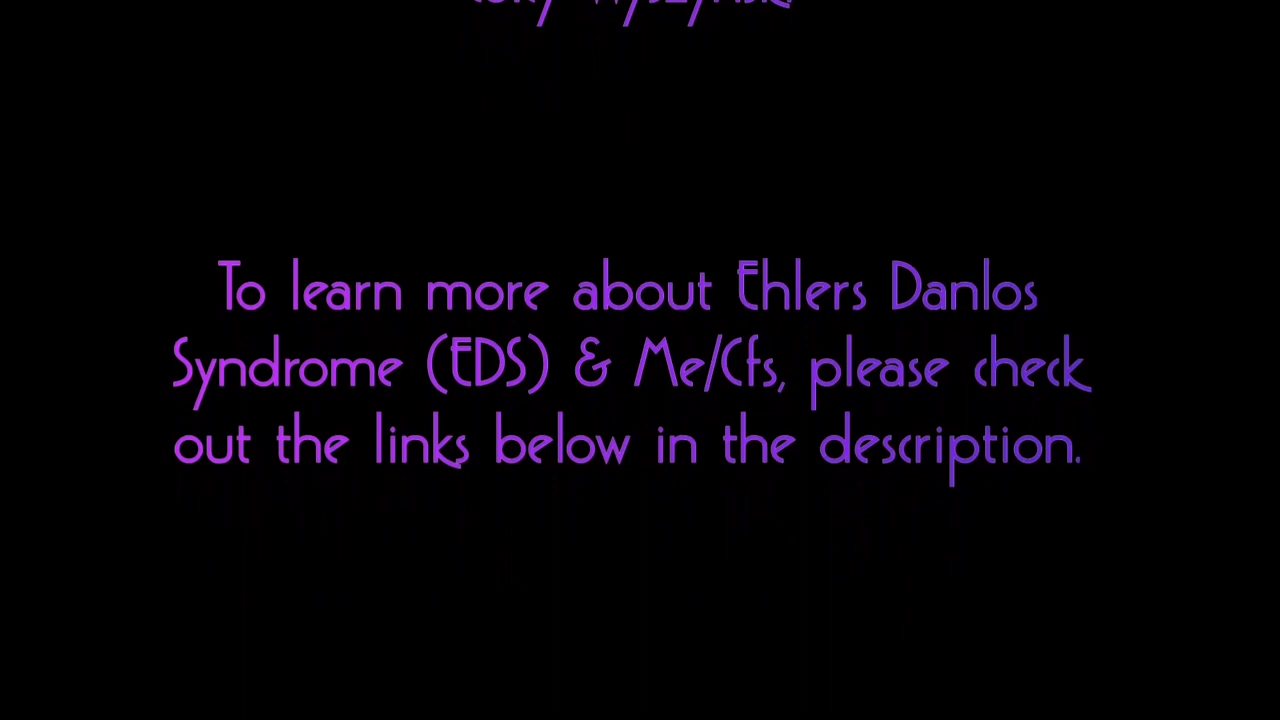 To learn more about Ehlers Danlos
Syndrome (EDS) & Me/Cfs, please check
out the links below in the description.